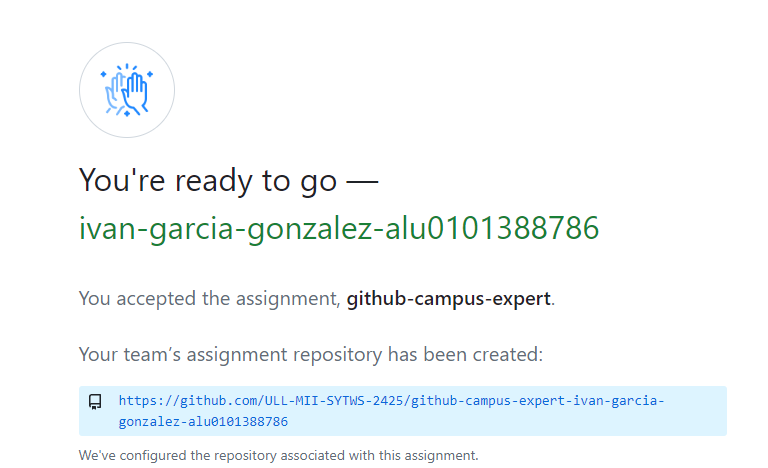 You're ready to go —
ivan-garcia-gonzalez-alu0101388786
You accepted the assignment, github-campus-expert.
Your team’s assignment repository has been created:
https://github.com/ULL-MII-SYTWS-2425/github-campus-expert-ivan-garcia-
gonzalez-alu0101388786
We’ve configured the repository associated with this assignment.